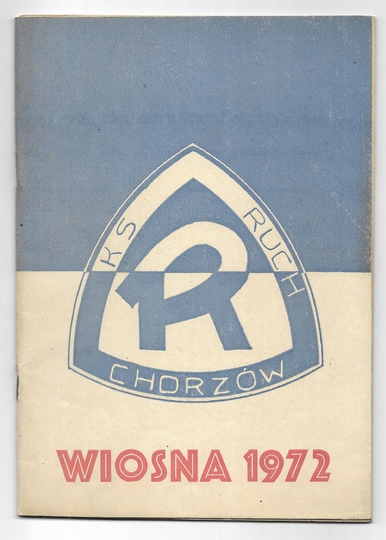 KS RUCH
R
CHORZÓW
WIOSNA 1972